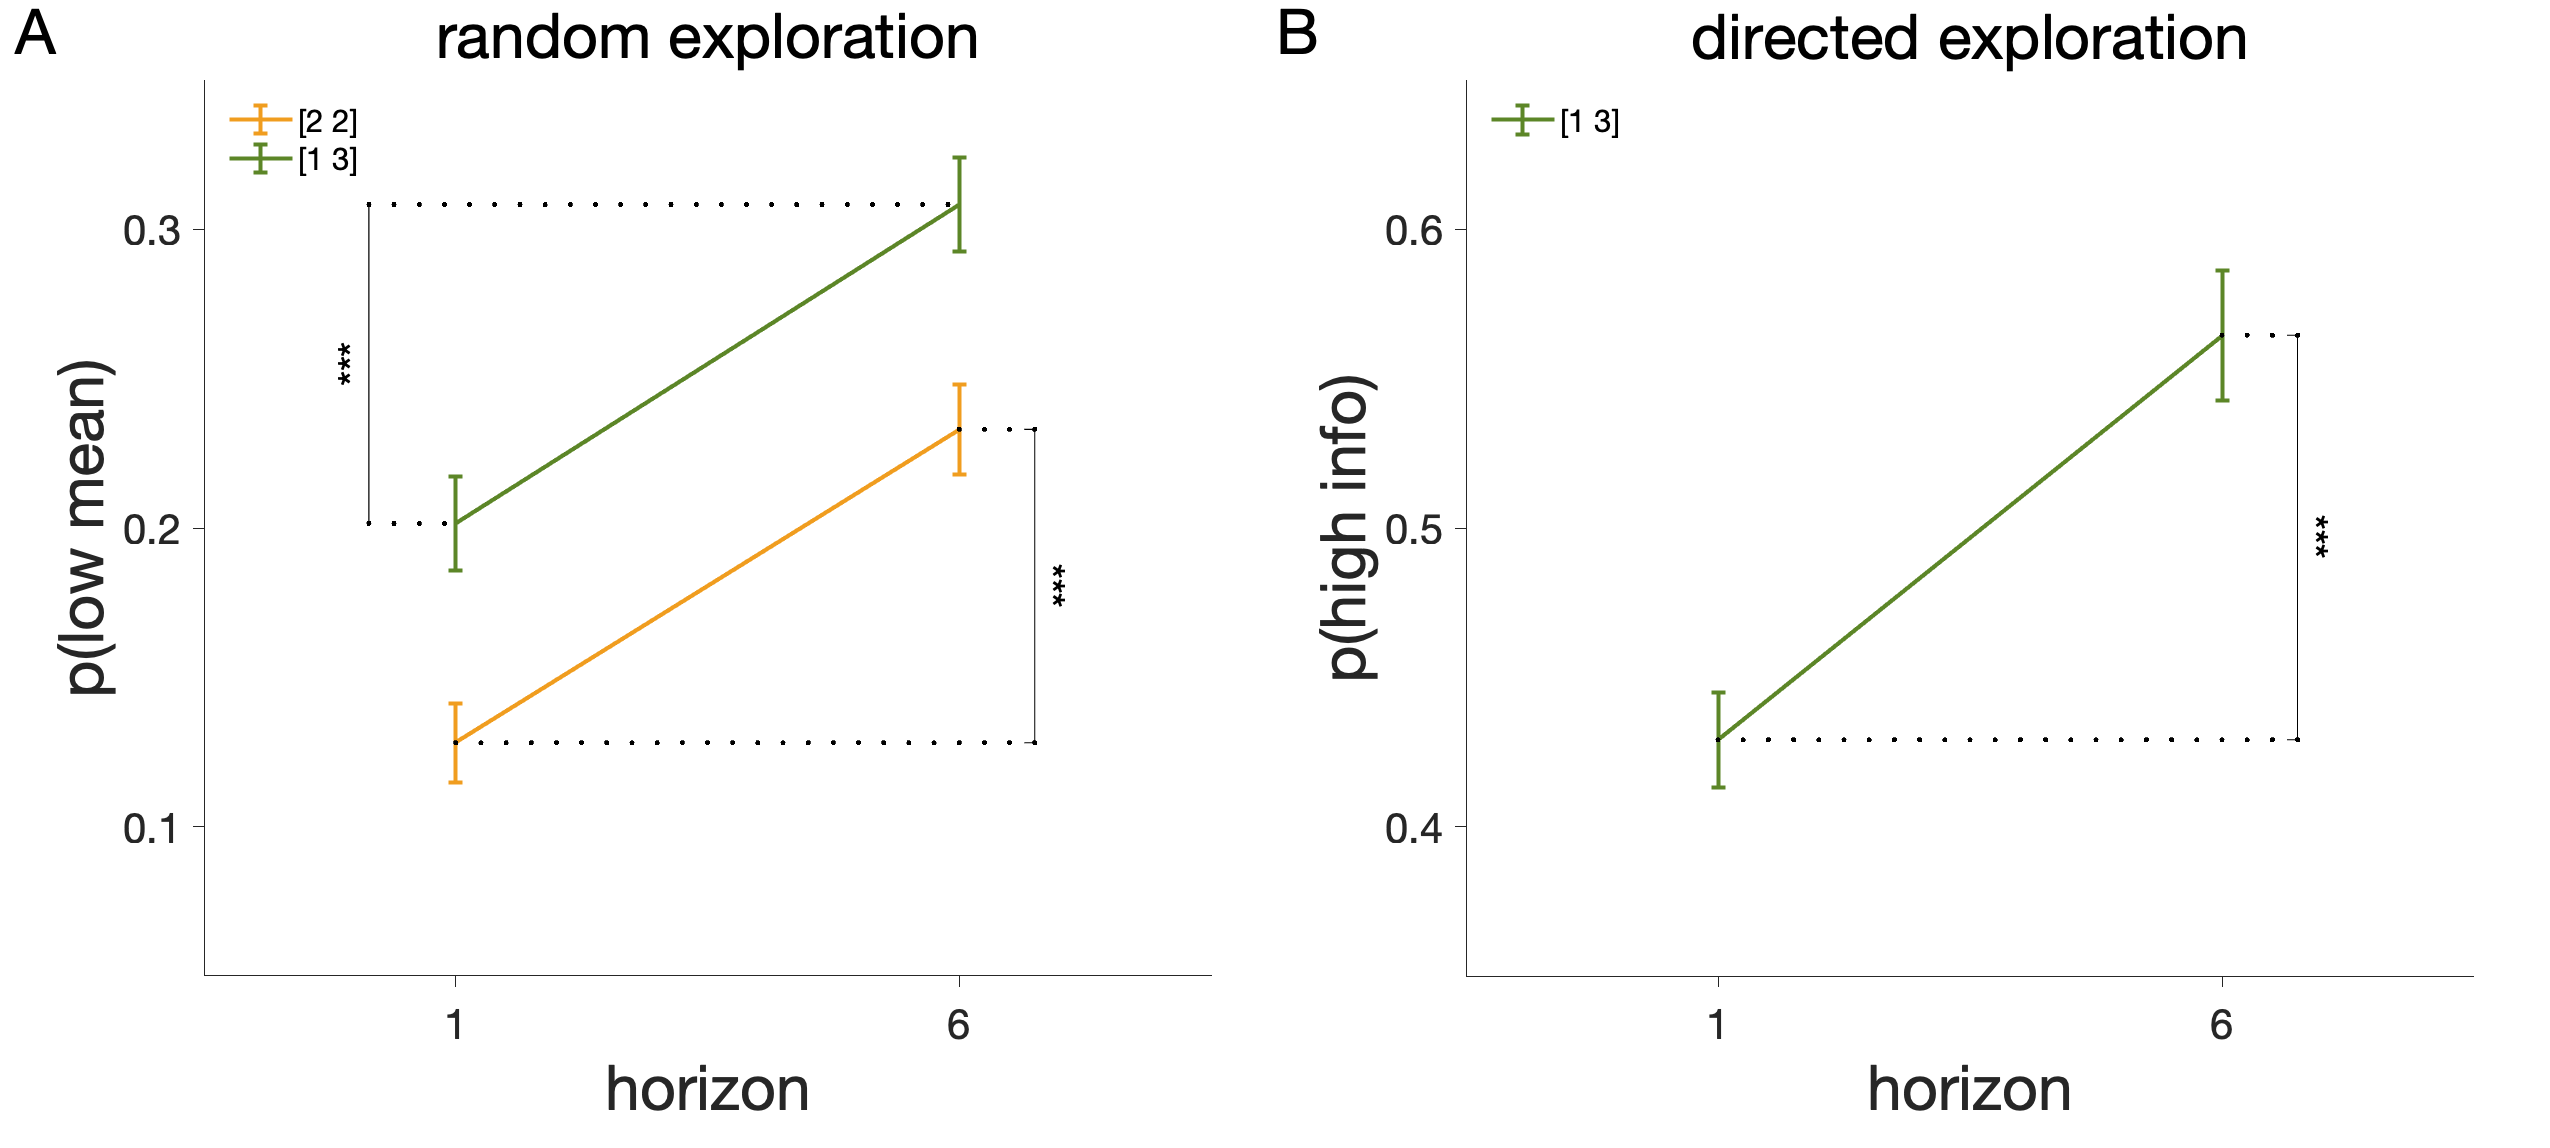 A
random exploration
[2 2]
[1 3]
0.3
0.2
0.1
p(low mean)
***
***
1
6
horizon
B
directed exploration
[1 3]
0.6
0.5
0.4
p(high info)
***
1
6
horizon